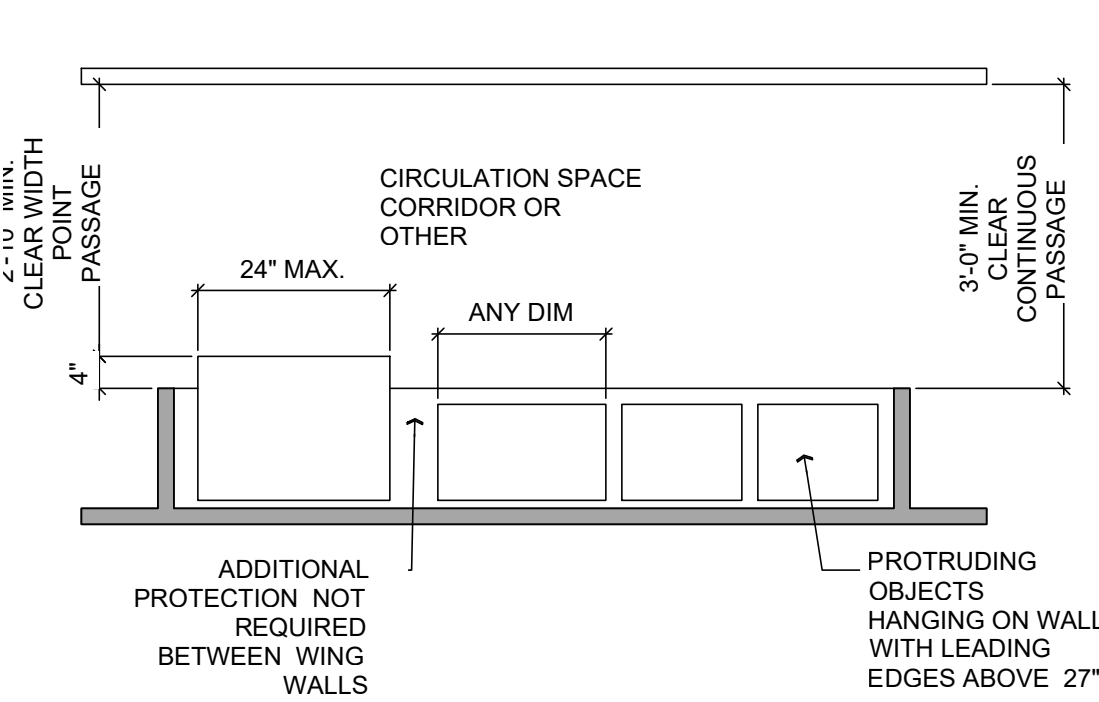 MIN.
CLEAR WIDTH
POINT
PASSAGE
CIRCULATION SPACE
CORRIDOR OR
OTHER
3'-0" MIN.
CLEAR
CONTINUOUS
PASSAGE
24" MAX.
ANY DIM
4"
ADDITIONAL
PROTECTION NOT
REQUIRED
BETWEEN WING
WALLS
PROTRUDING
OBJECTS
HANGING ON WALL
WITH LEADING
EDGES ABOVE 27"